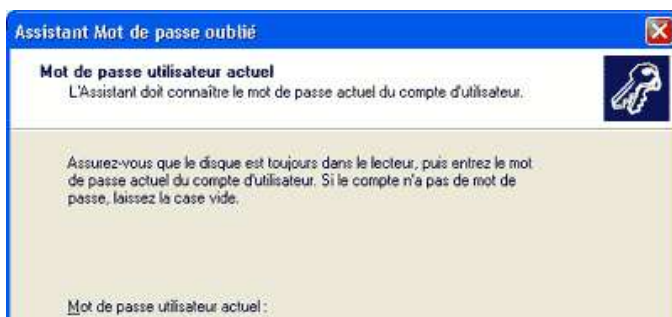 Assistant Mot de passe oublié
Mot de passe utilisateur actuel
L'Assistant doit connaître le mot de passe actuel du compte d'utilisateur.
Assurez-vous que le disque est toujours dans le lecteur, puis entrez le mot
de passe actuel du compte d'utilisateur. Si le compte n'a pas de mot de
passe, laissez la case vide.
Mot de passe utilisateur actuel :